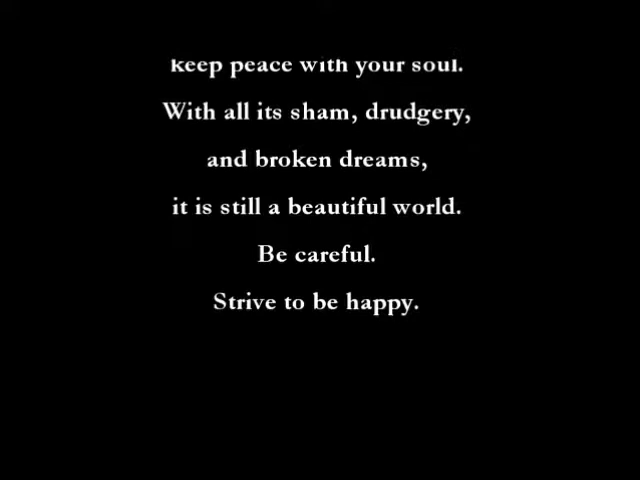 keep peace with your soul.
With all its sham, drudgery,
and broken dreams,
it is still a beautiful world.
Be careful.
Strive to be happy.